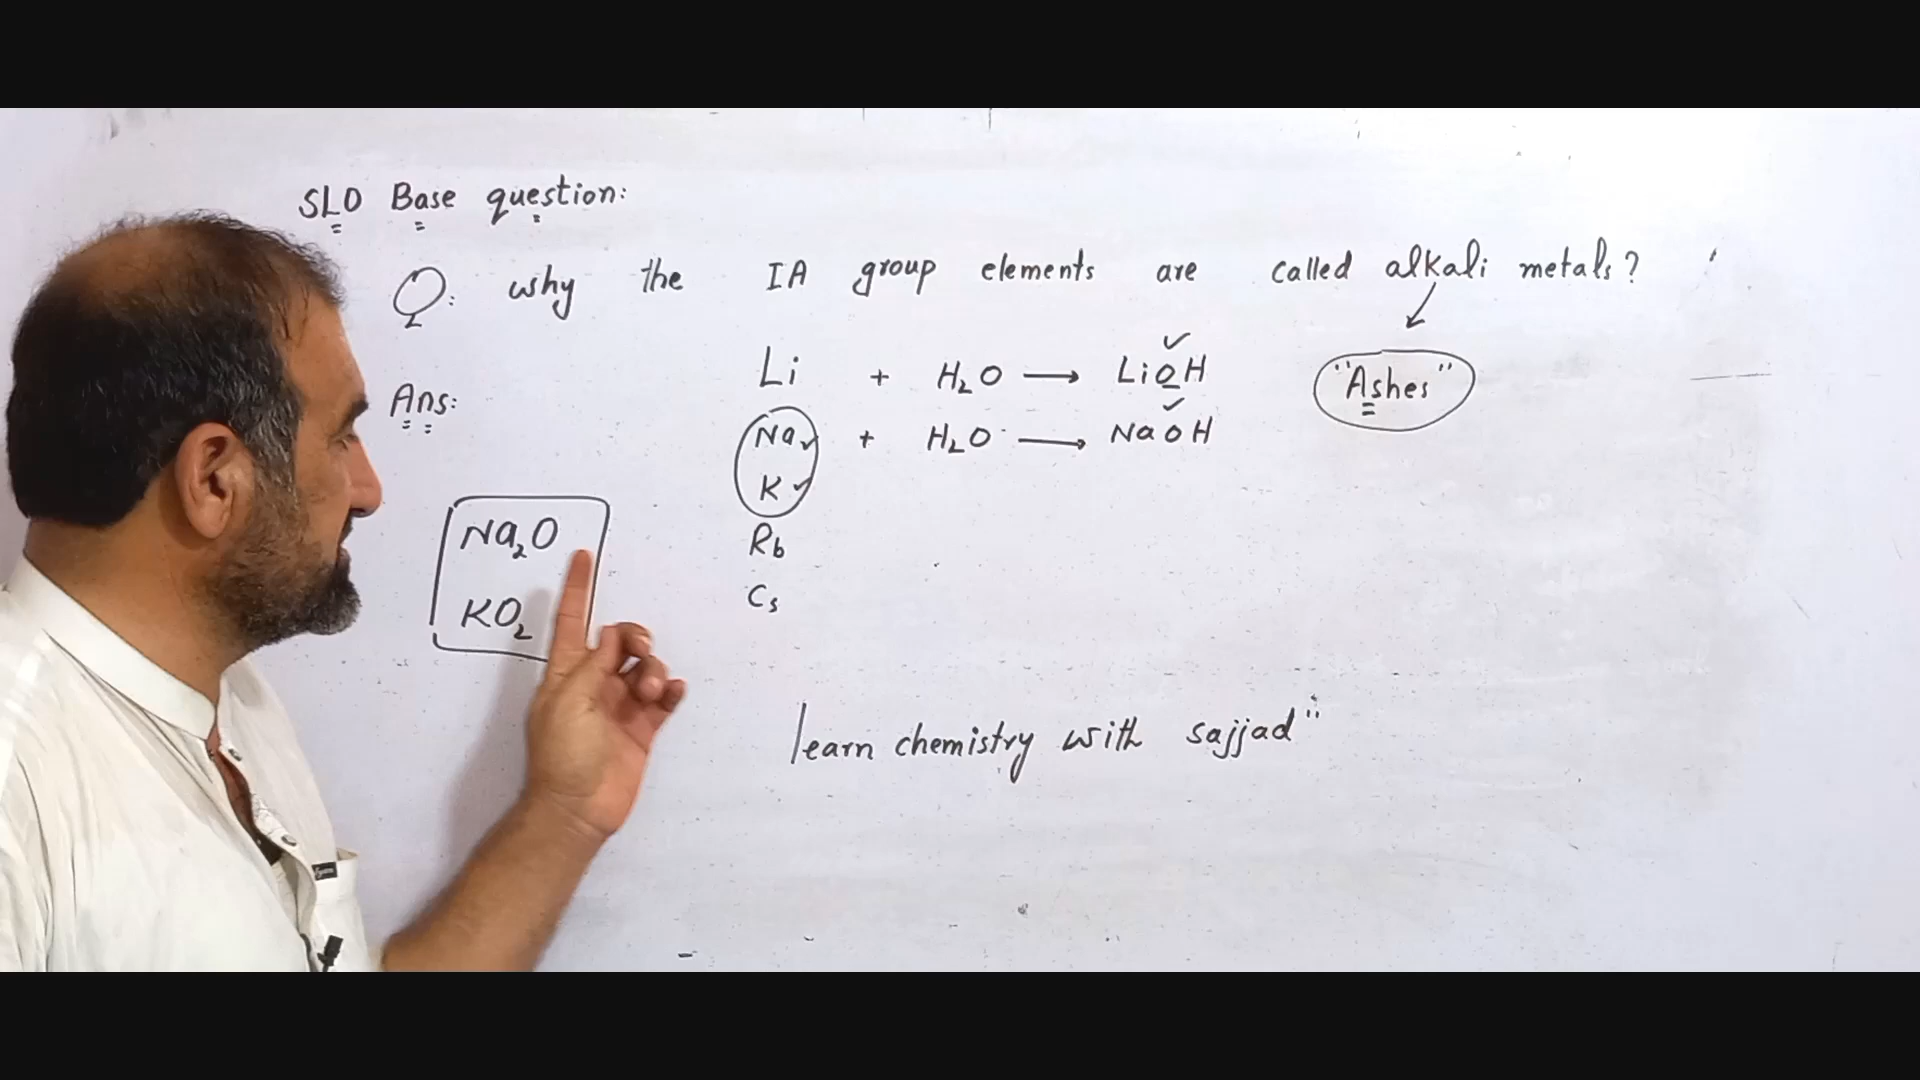 SLO Base question:
Q: why the IA group elements are called alkali metals?
Ans:
Li + H₂O → LiOH
"Ashes"
Na + H₂O → NaOH
K
Rb
Cs
Na₂O
KO₂
learn chemistry with sajjad"